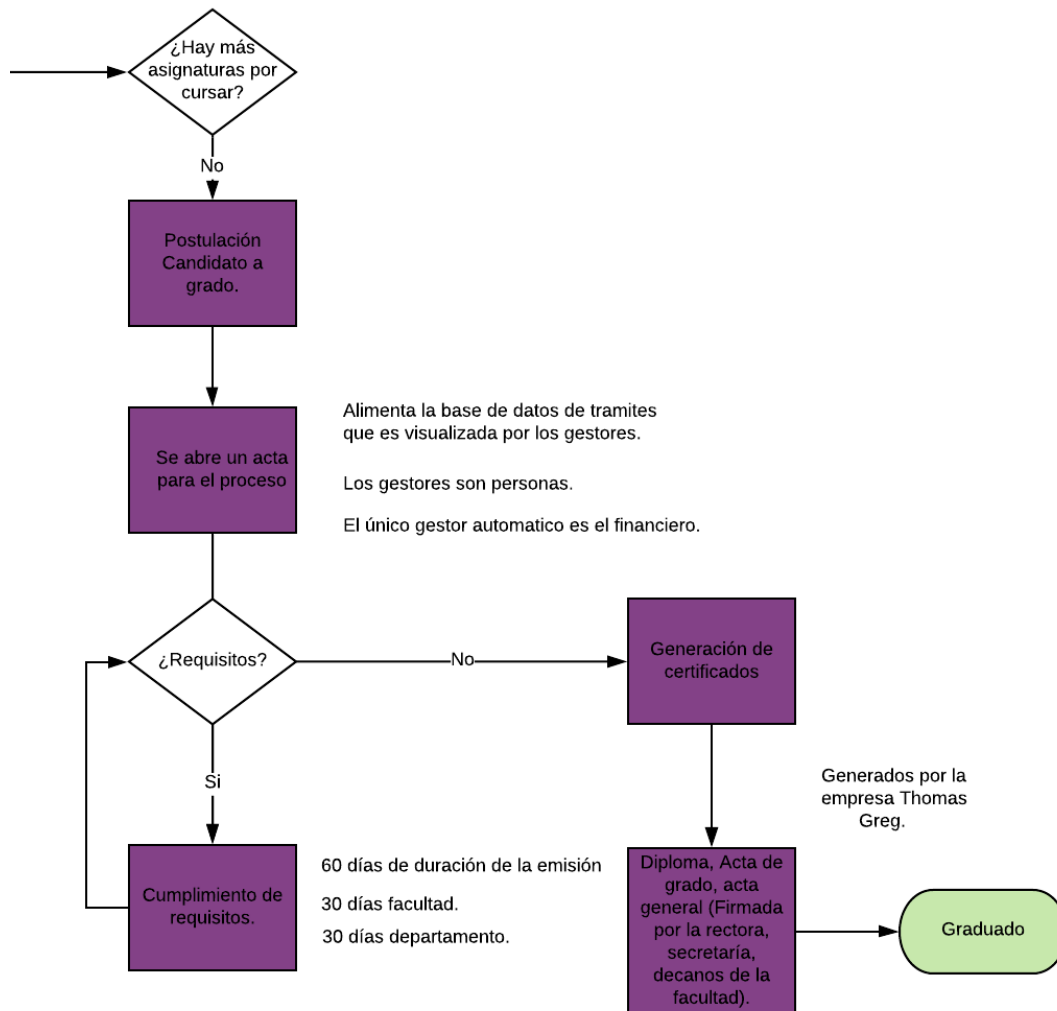 ¿Hay más
asignaturas por
cursar?
No
Postulación
Candidato a
grado.
Se abre un acta
para el proceso
Alimenta la base de datos de tramites
que es visualizada por los gestores.
Los gestores son personas.
El único gestor automatico es el financiero.
¿Requisitos?
No
Generación de
certificados
Si
Generados por la
empresa Thomas
Greg.
Cumplimiento de
requisitos.
60 días de duración de la emisión
30 días facultad.
30 días departamento.
Diploma, Acta de
grado, acta
general (Firmada
por la rectora,
secretaría,
decanos de la
facultad).
Graduado